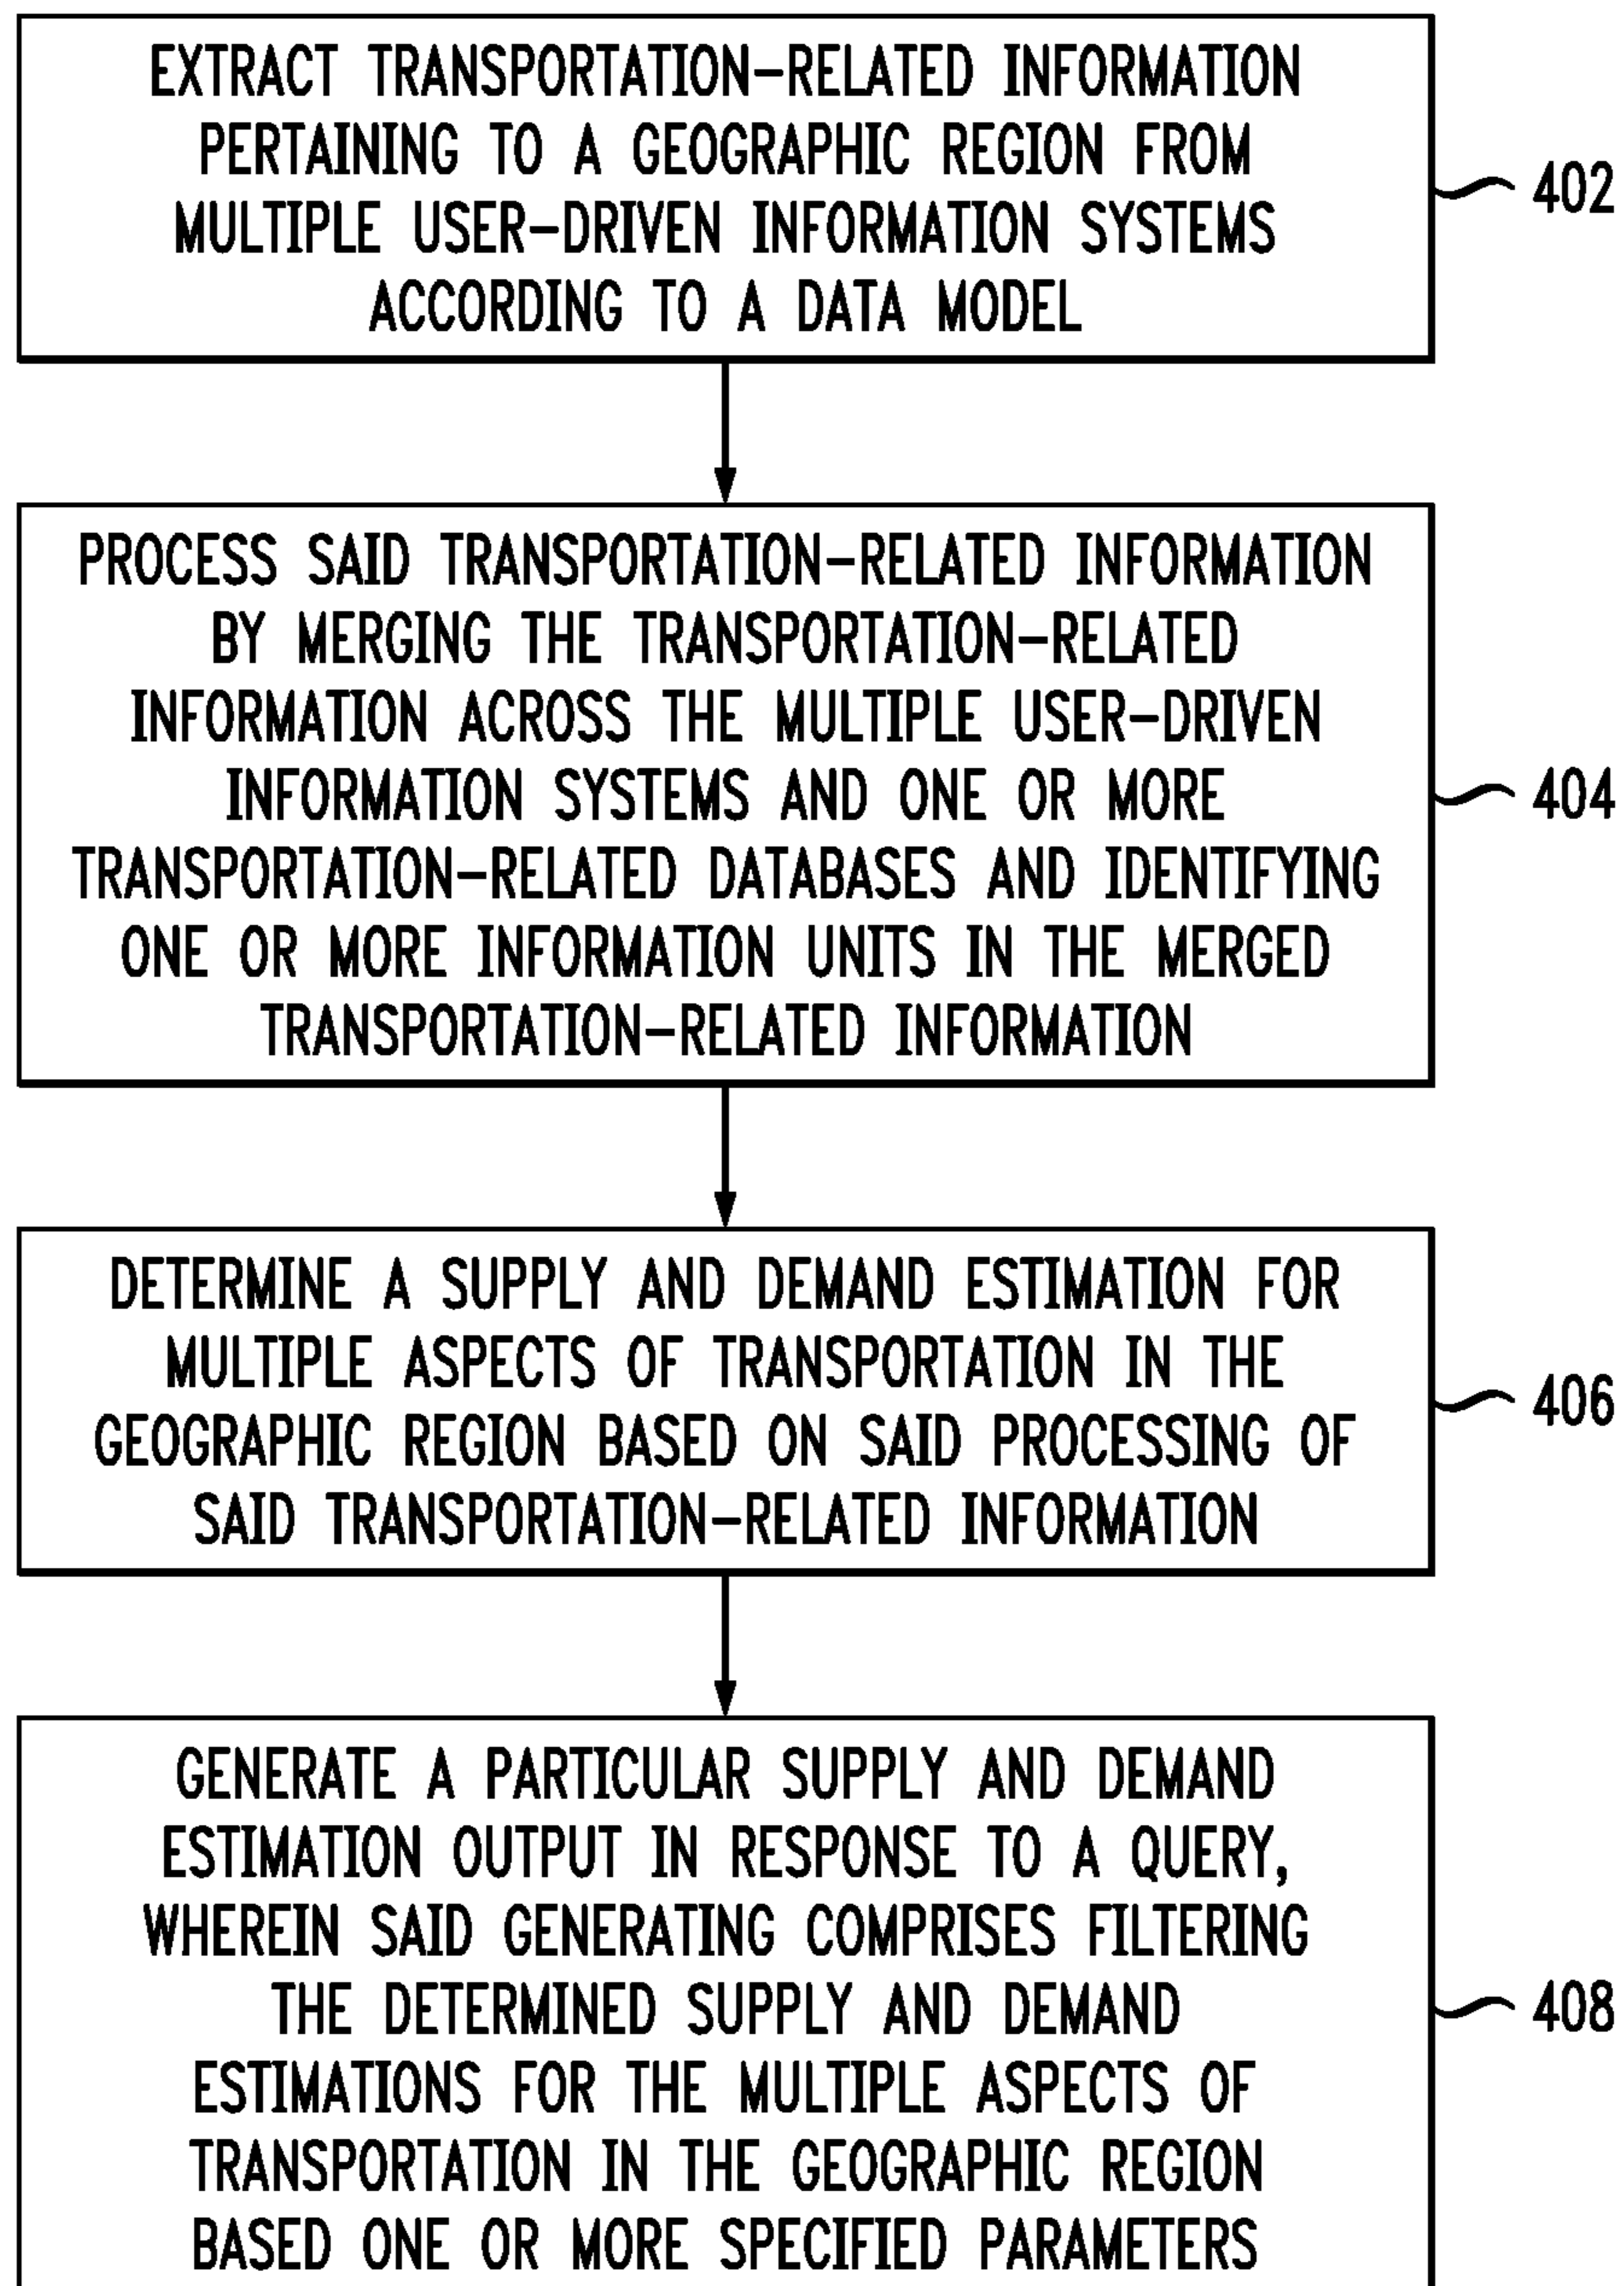 EXTRACT TRANSPORTATION-RELATED INFORMATION
PERTAINING TO A GEOGRAPHIC REGION FROM
MULTIPLE USER-DRIVEN INFORMATION SYSTEMS
ACCORDING TO A DATA MODEL
402
PROCESS SAID TRANSPORTATION-RELATED INFORMATION
BY MERGING THE TRANSPORTATION-RELATED
INFORMATION ACROSS THE MULTIPLE USER-DRIVEN
INFORMATION SYSTEMS AND ONE OR MORE
TRANSPORTATION-RELATED DATABASES AND IDENTIFYING
ONE OR MORE INFORMATION UNITS IN THE MERGED
TRANSPORTATION-RELATED INFORMATION
404
DETERMINE A SUPPLY AND DEMAND ESTIMATION FOR
MULTIPLE ASPECTS OF TRANSPORTATION IN THE
GEOGRAPHIC REGION BASED ON SAID PROCESSING OF
SAID TRANSPORTATION-RELATED INFORMATION
406
GENERATE A PARTICULAR SUPPLY AND DEMAND
ESTIMATION OUTPUT IN RESPONSE TO A QUERY,
WHEREIN SAID GENERATING COMPRISES FILTERING
THE DETERMINED SUPPLY AND DEMAND
ESTIMATIONS FOR THE MULTIPLE ASPECTS OF
TRANSPORTATION IN THE GEOGRAPHIC REGION
BASED ONE OR MORE SPECIFIED PARAMETERS
408